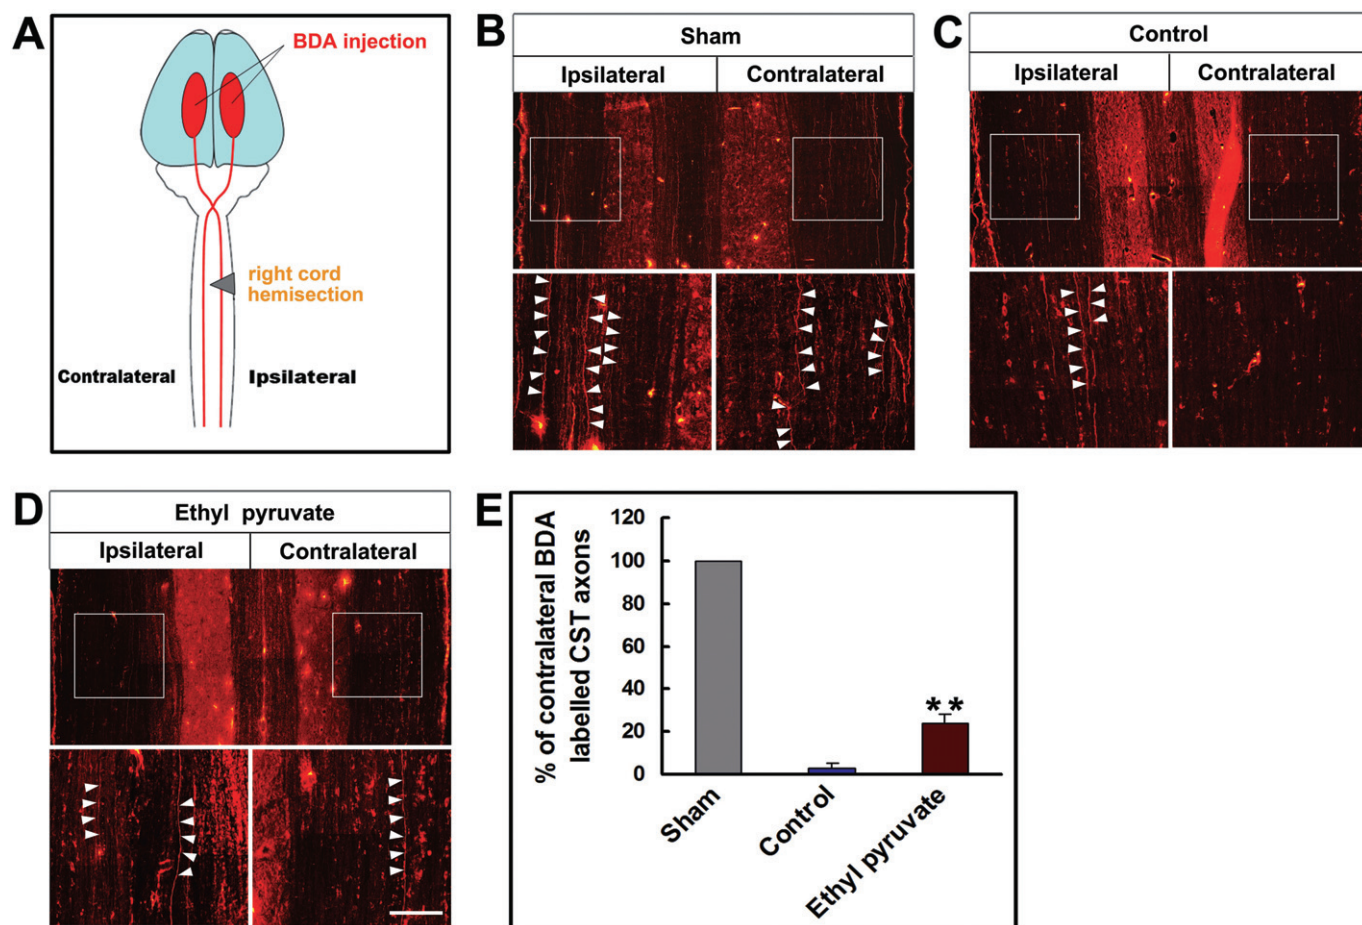 A
BDA injection
right cord
hemisection
Contralateral
Ipsilateral
B
Sham
Ipsilateral
Contralateral
C
Control
Ipsilateral
Contralateral
D
Ethyl pyruvate
Ipsilateral
Contralateral
E
% of contralateral BDA
labelled CST axons
120
100
80
60
40
20
0
**
Sham
Control
Ethyl pyruvate